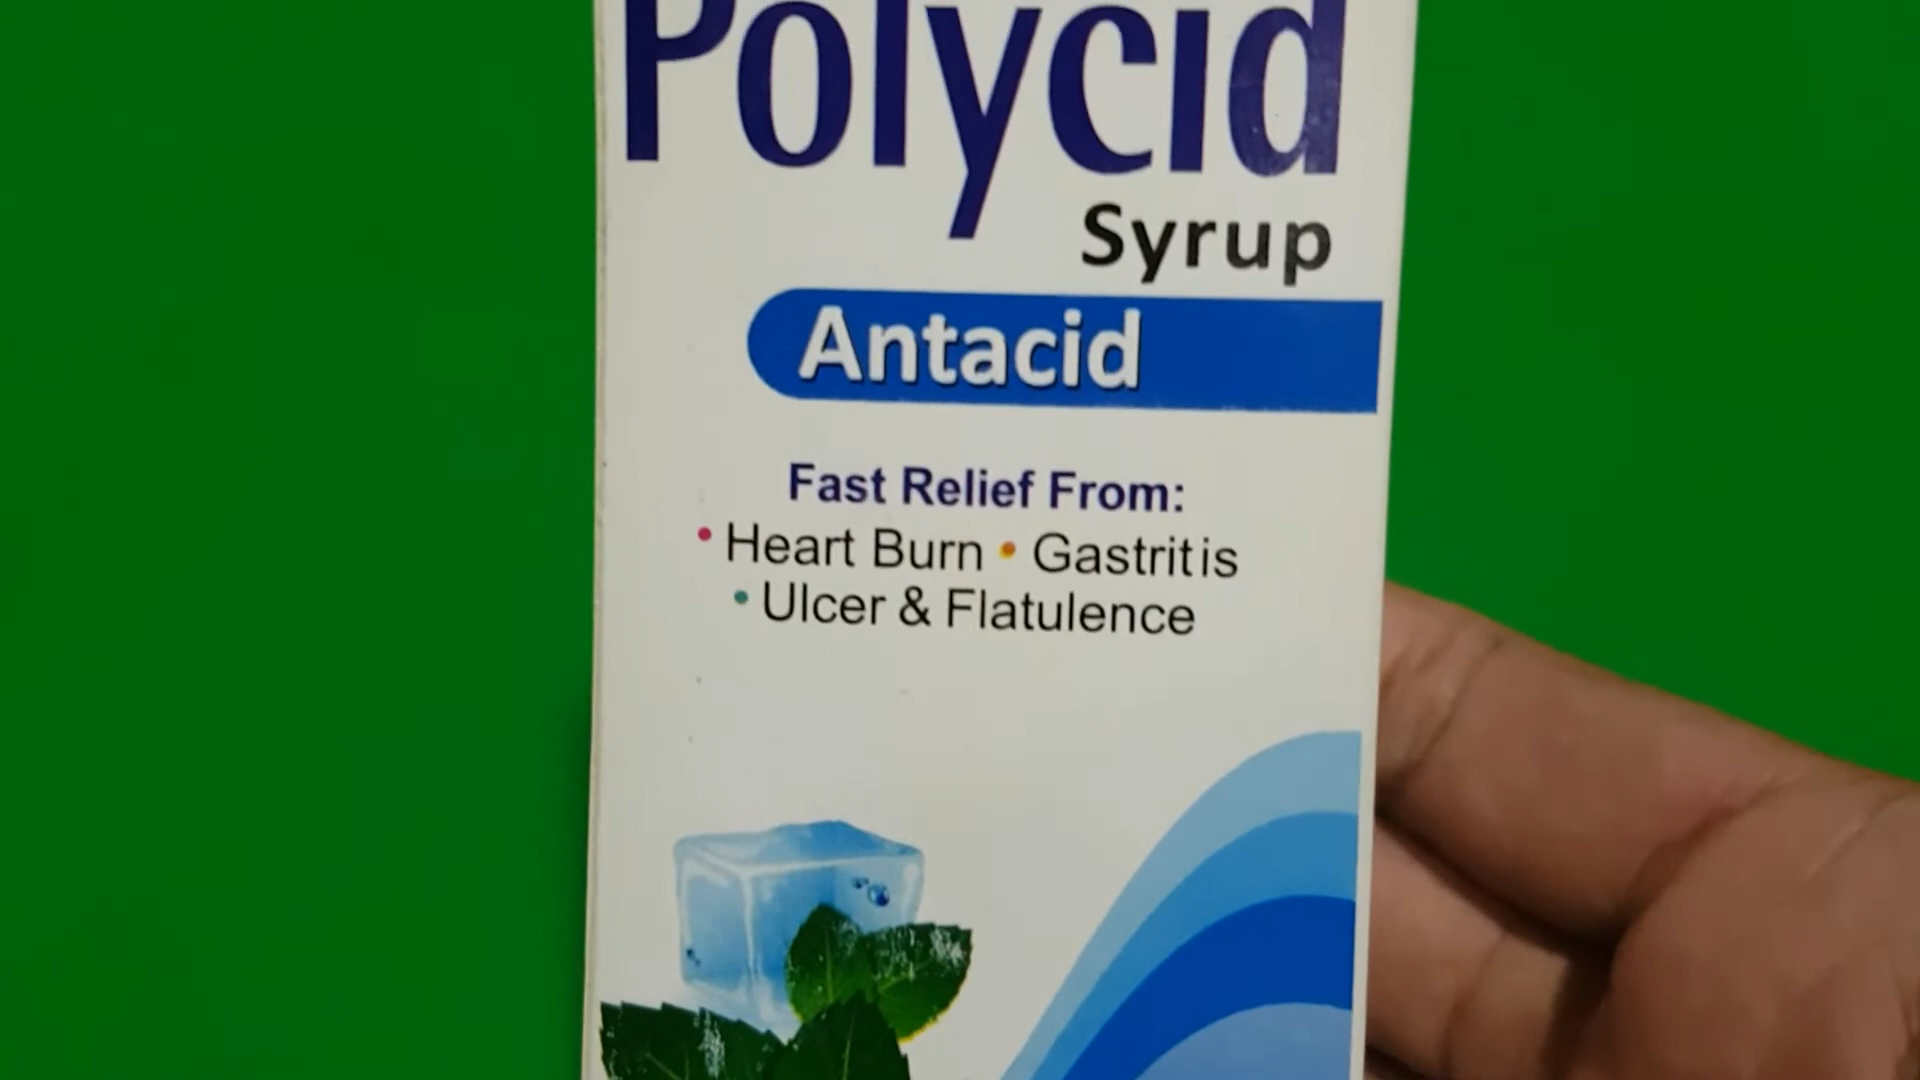 Polycid
Syrup
Antacid
Fast Relief From:
• Heart Burn • Gastritis
• Ulcer & Flatulence